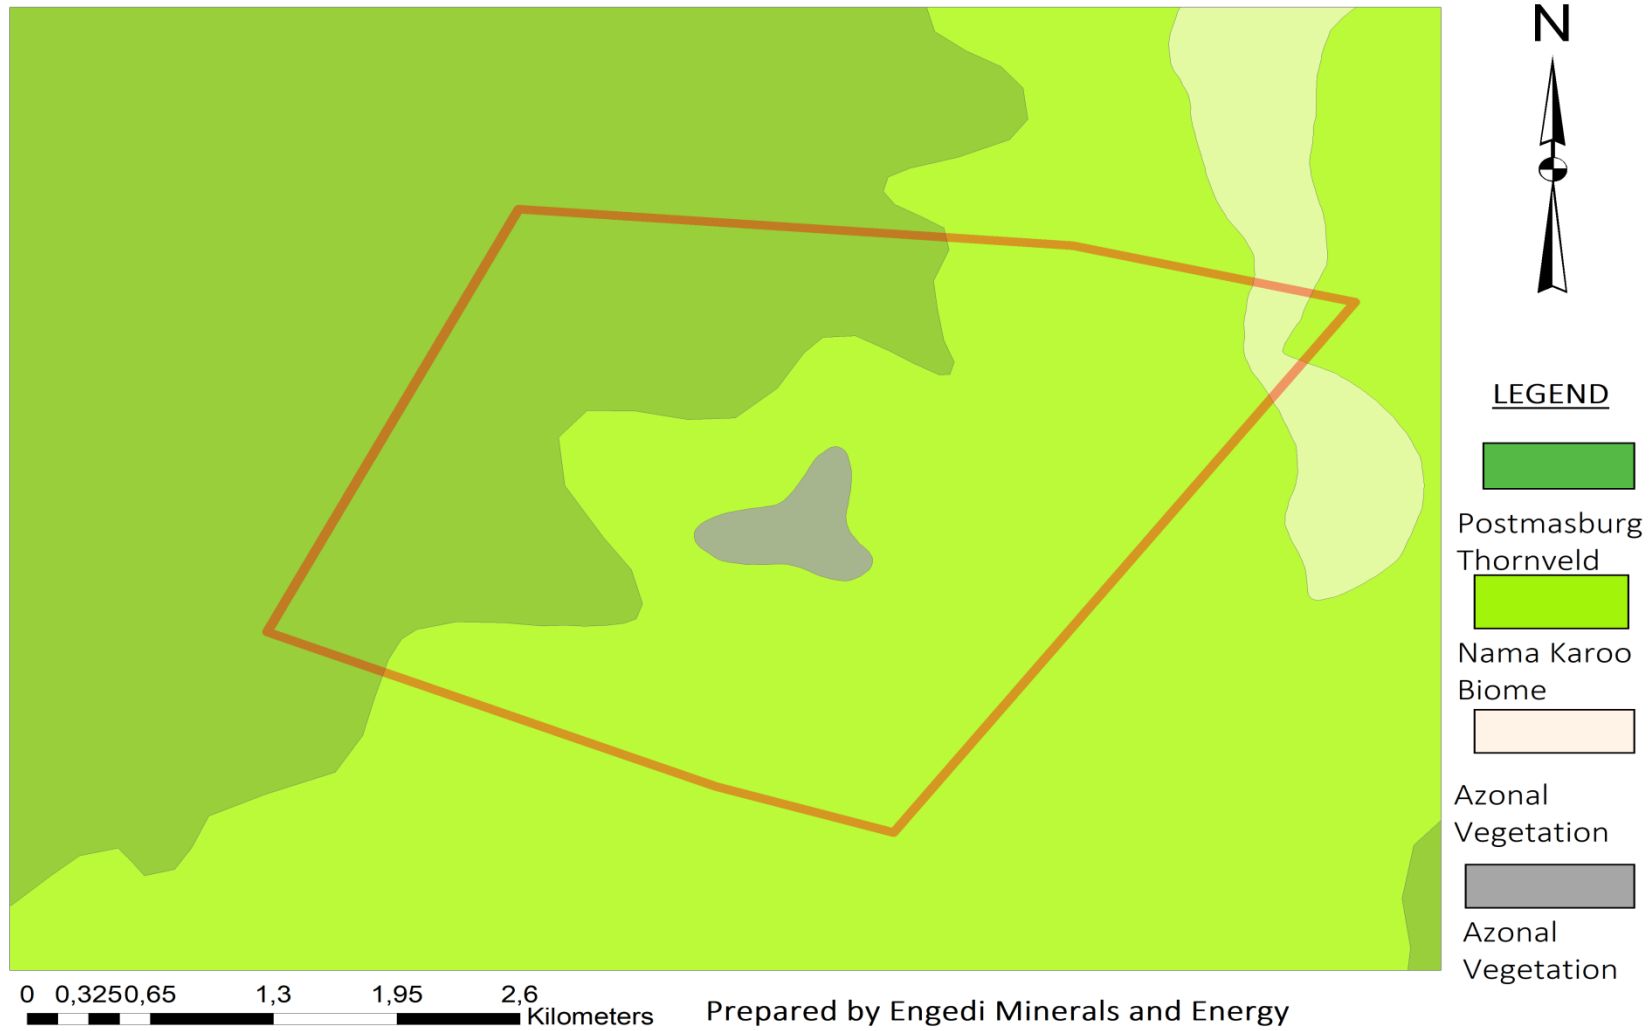 N
LEGEND
Postmasburg
Thornveld
Nama Karoo
Biome
Azonal
Vegetation
Azonal
Vegetation
0 0,3250,65 1,3 1,95 2,6
Kilometers
Prepared by Engedi Minerals and Energy